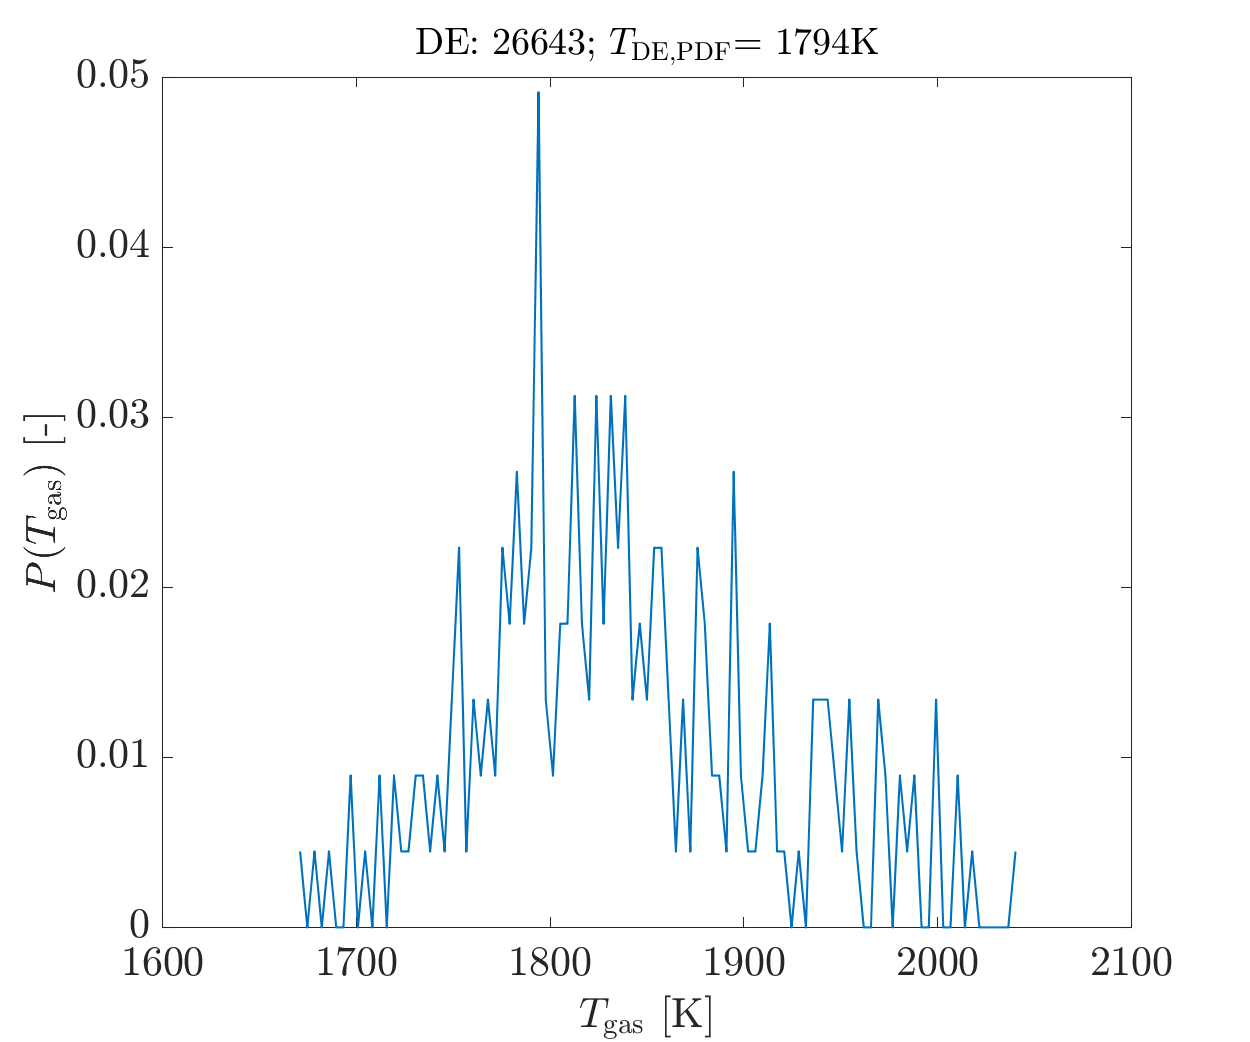 DE: 26643; T_DE,PDF= 1794K
0.05
0.04
0.03
0.02
0.01
0
P(T_gas) [-]
1600 1700 1800 1900 2000 2100
T_gas [K]